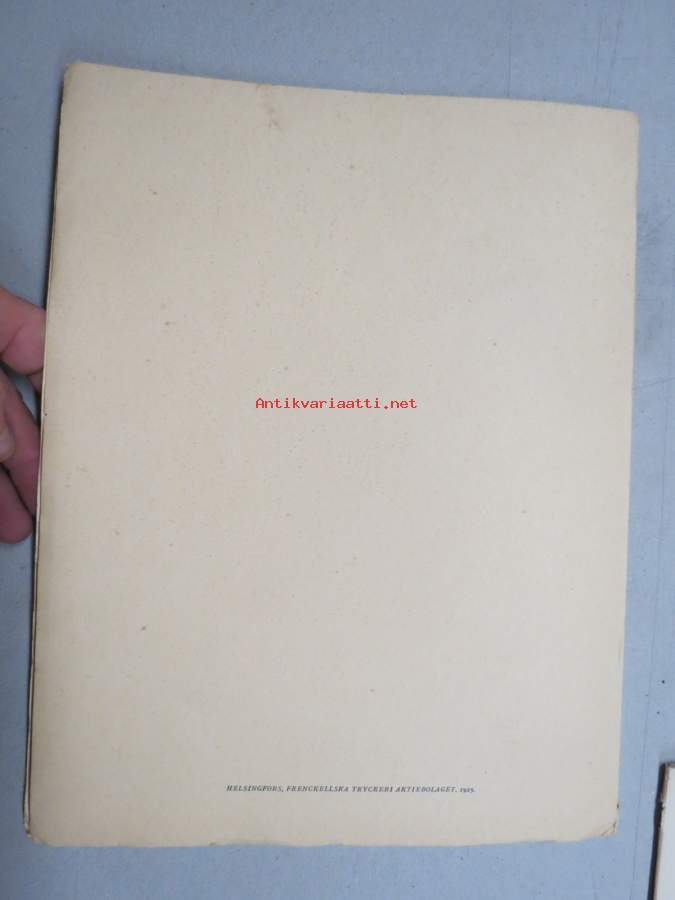 Antikvariaatti.net
HELSINGFORS, FRENCKELLSKA TRYCKERI AKTIEBOLAGET,